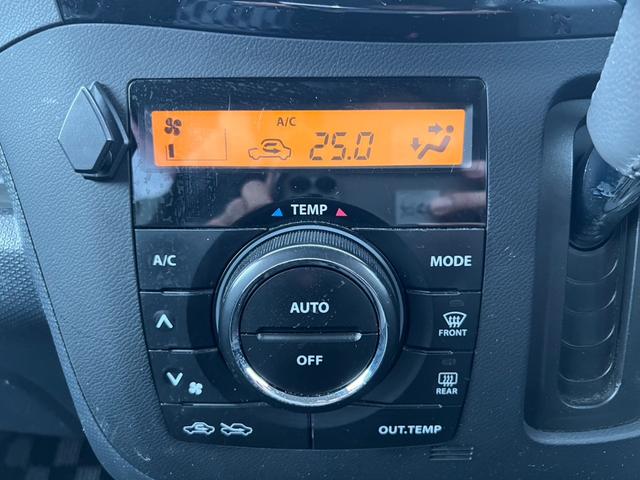 A/C
25.0
TEMP
A/C
MODE
AUTO
OFF
FRONT
REAR
OUT.TEMP